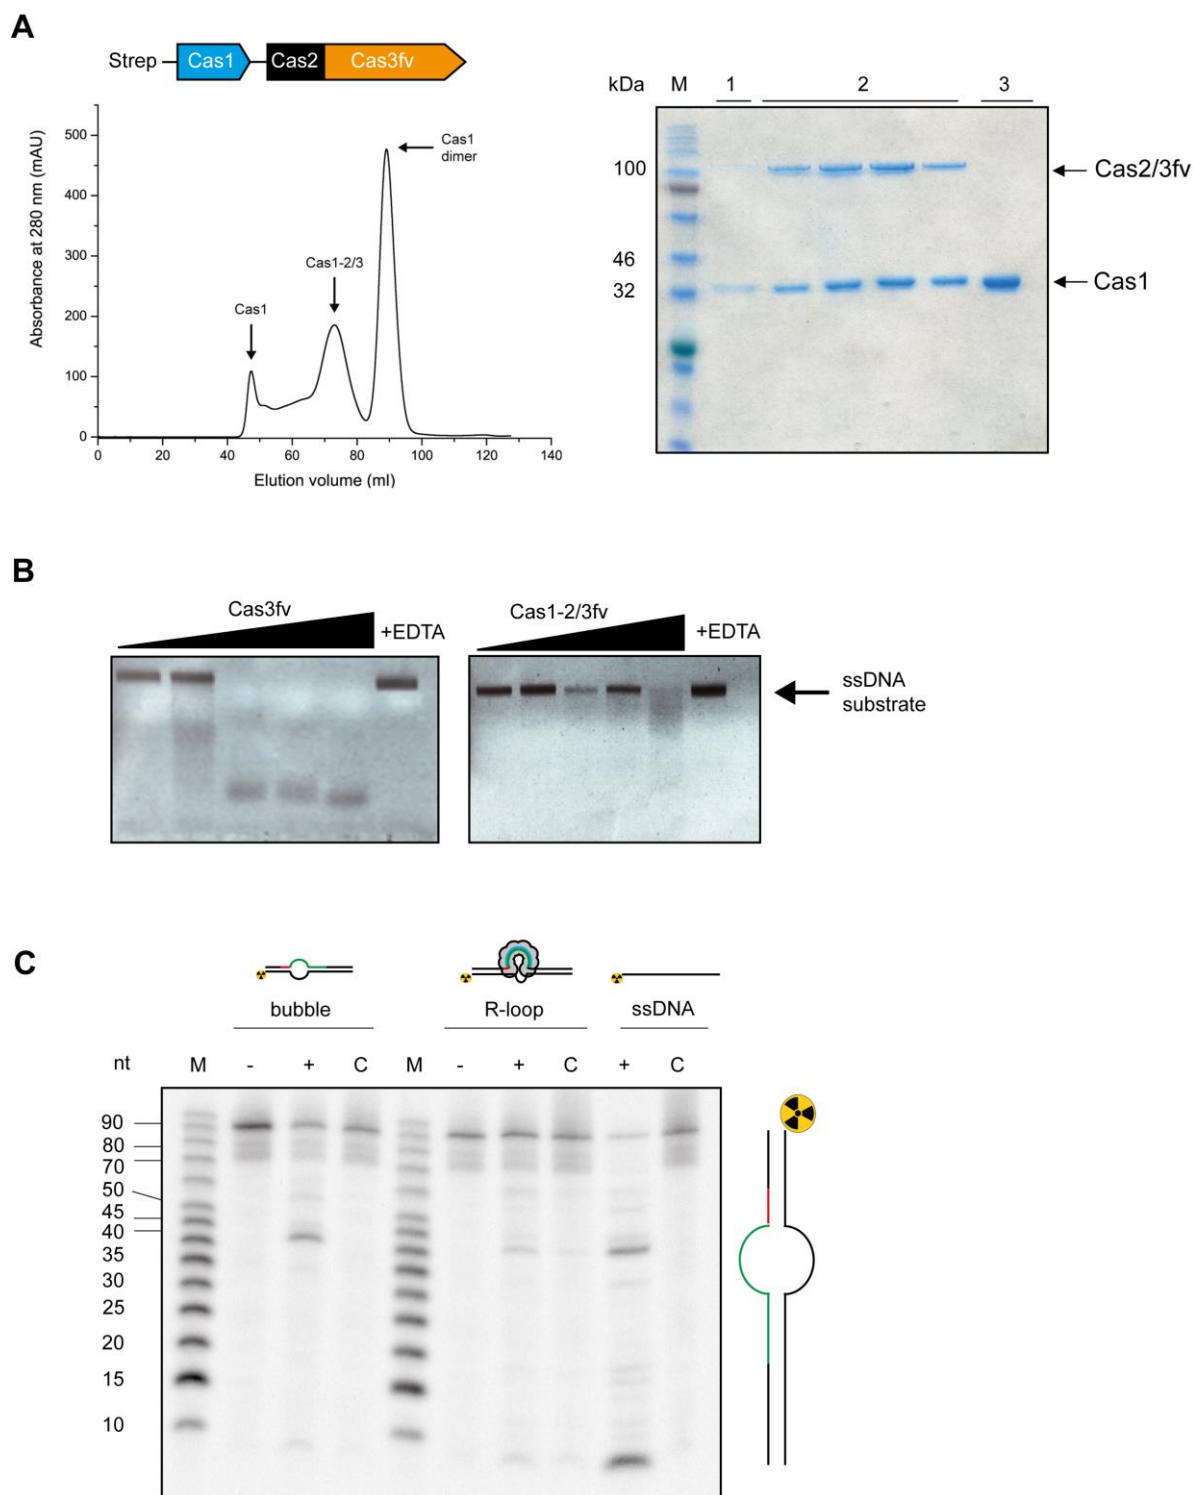 A
Strep
Cas1
Cas2
Cas3fv
Absorbance at 280 nm (mAU)
500
400
300
200
100
0
0 20 40 60 80 100 120 140
Elution volume (ml)
Cas1
Cas1-2/3
Cas1
dimer
kDa M 1 2 3
100
46
32
Cas2/3fv
Cas1
B
Cas3fv
+EDTA
Cas1-2/3fv
+EDTA
ssDNA
substrate
C
bubble R-loop ssDNA
nt M - + C M - + C + C
90
80
70
50
45
40
35
30
25
20
15
10